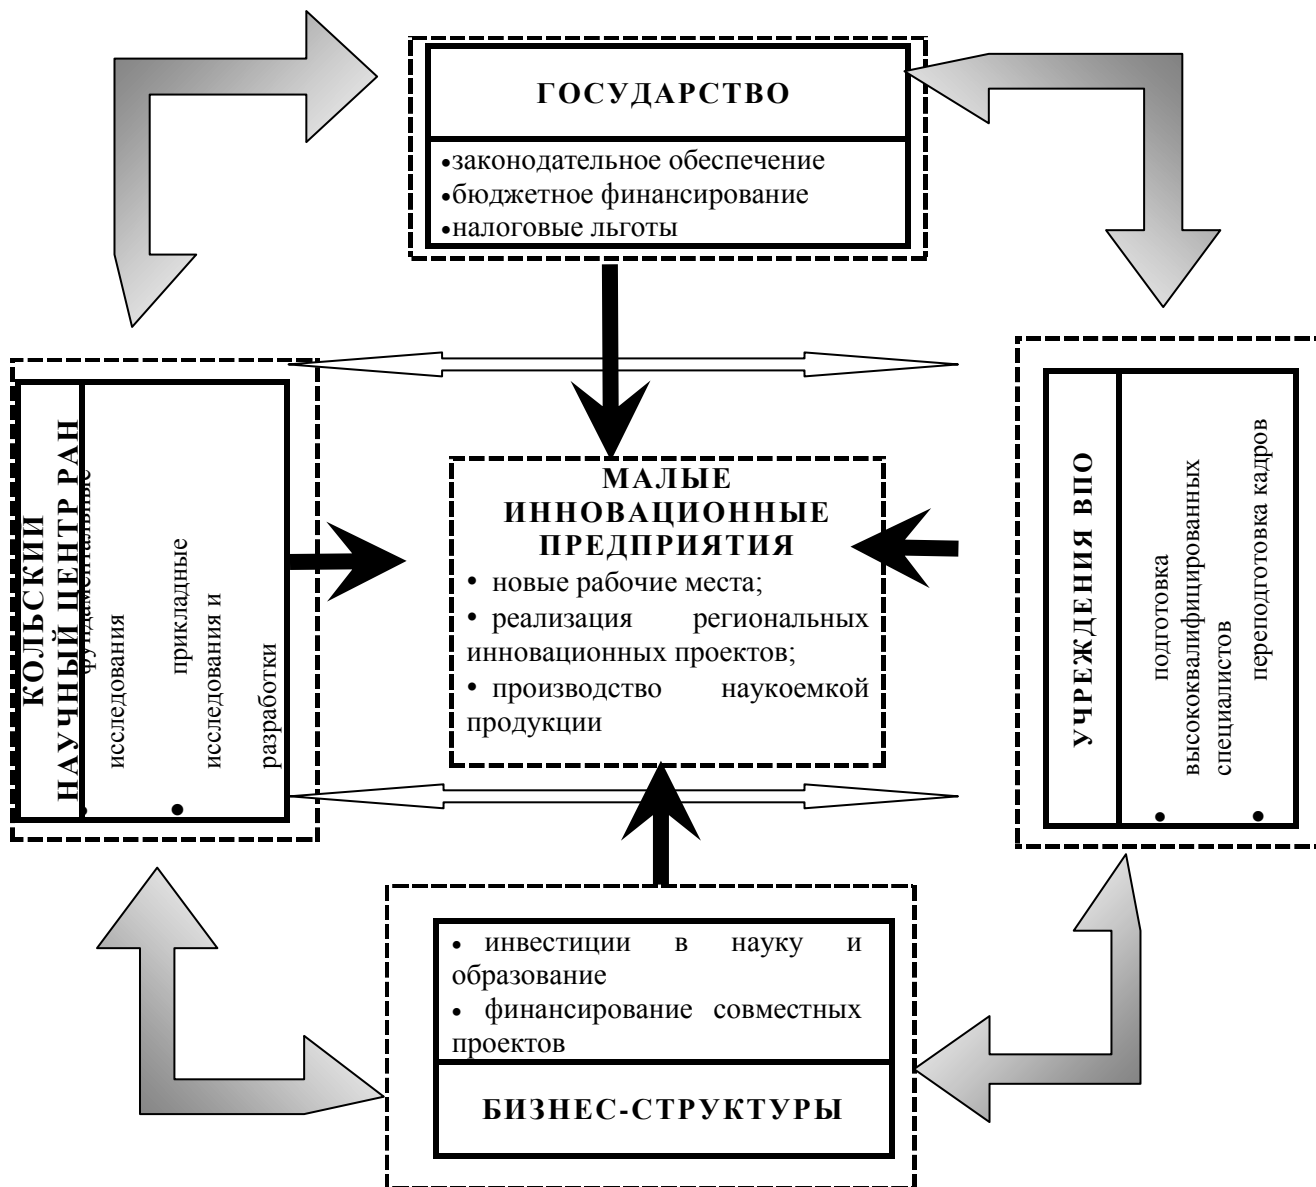 ГОСУДАРСТВО
•законодательное обеспечение
•бюджетное финансирование
•налоговые льготы
КОЛЬСКИЙ
НАУЧНЫЙ ЦЕНТР РАН
• фундаментальные
исследования
• прикладные
исследования и
разработки
МАЛЫЕ
ИННОВАЦИОННЫЕ
ПРЕДПРИЯТИЯ
• новые рабочие места;
• реализация региональных
инновационных проектов;
• производство наукоемкой
продукции
УЧРЕЖДЕНИЯ ВПО
• подготовка
высококвалифицированных
специалистов
• переподготовка кадров
• инвестиции в науку и
образование
• финансирование совместных
проектов
БИЗНЕС-СТРУКТУРЫ